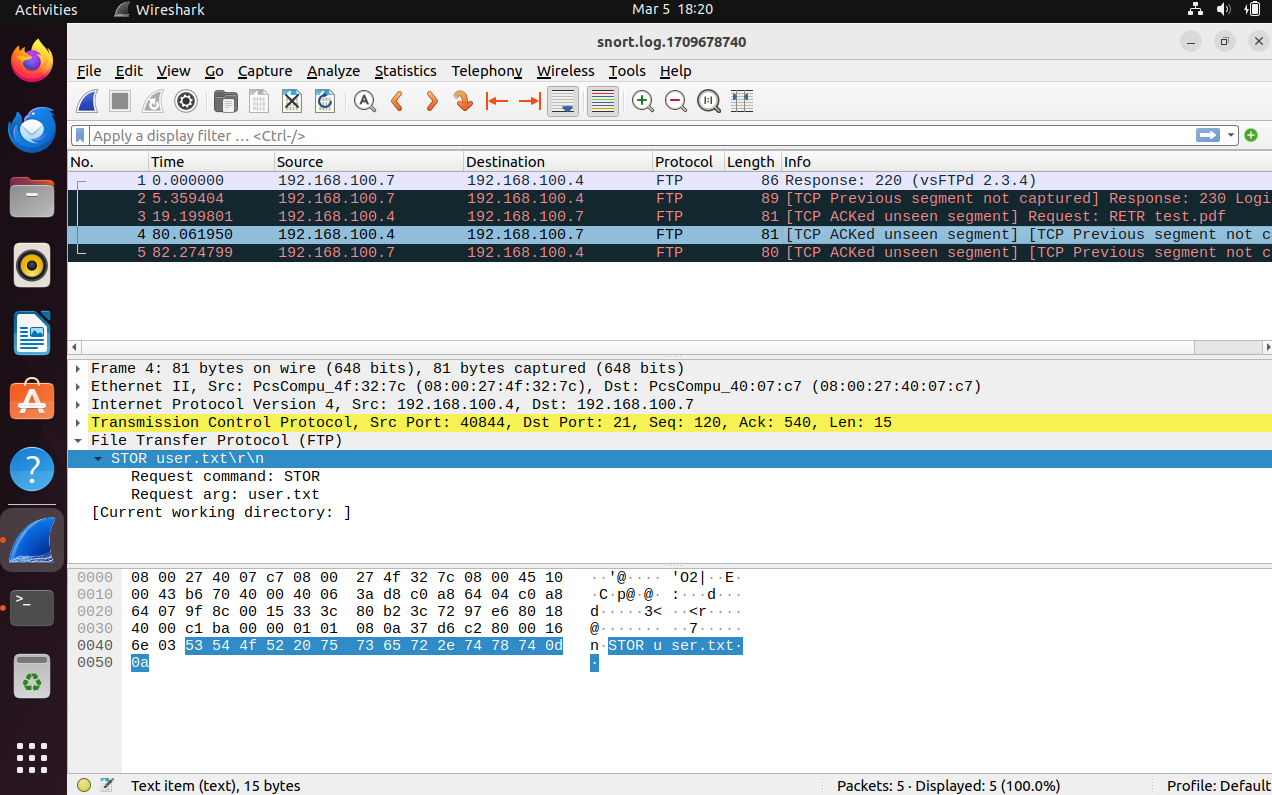 Activities Wireshark Mar 5 18:20
snort.log.1709678740
File Edit View Go Capture Analyze Statistics Telephony Wireless Tools Help
Apply a display filter … <Ctrl-/>
No. Time Source Destination Protocol Length Info
1 0.000000 192.168.100.7 192.168.100.4 FTP 86 Response: 220 (vsFTPd 2.3.4)
2 5.359404 192.168.100.7 192.168.100.4 FTP 89 [TCP Previous segment not captured] Response: 230 Logi
3 19.199801 192.168.100.4 192.168.100.7 FTP 81 [TCP ACKed unseen segment] Request: RETR test.pdf
4 80.061950 192.168.100.4 192.168.100.7 FTP 81 [TCP ACKed unseen segment] [TCP Previous segment not c
5 82.274799 192.168.100.7 192.168.100.4 FTP 80 [TCP ACKed unseen segment] [TCP Previous segment not c
Frame 4: 81 bytes on wire (648 bits), 81 bytes captured (648 bits)
Ethernet II, Src: PcsCompu_4f:32:7c (08:00:27:4f:32:7c), Dst: PcsCompu_40:07:c7 (08:00:27:40:07:c7)
Internet Protocol Version 4, Src: 192.168.100.4, Dst: 192.168.100.7
Transmission Control Protocol, Src Port: 40844, Dst Port: 21, Seq: 120, Ack: 540, Len: 15
File Transfer Protocol (FTP)
STOR user.txt\r\n
Request command: STOR
Request arg: user.txt
[Current working directory: ]
0000 08 00 27 40 07 c7 08 00 27 4f 32 7c 08 00 45 10 ··'@···· 'O2|··E·
0010 00 43 b6 70 40 00 40 06 3a d8 c0 a8 64 04 c0 a8 ·C·p@·@· :···d···
0020 64 07 9f 8c 00 15 33 3c 80 b2 3c 72 97 e6 80 18 d·····3< ··<r····
0030 40 00 c1 ba 00 00 01 01 08 0a 37 d6 c2 80 00 16 @······· ··7·····
0040 6e 03 53 54 4f 52 20 75 73 65 72 2e 74 78 74 0d n·STOR u ser.txt·
0050 0a ·
Text item (text), 15 bytes Packets: 5 · Displayed: 5 (100.0%) Profile: Default